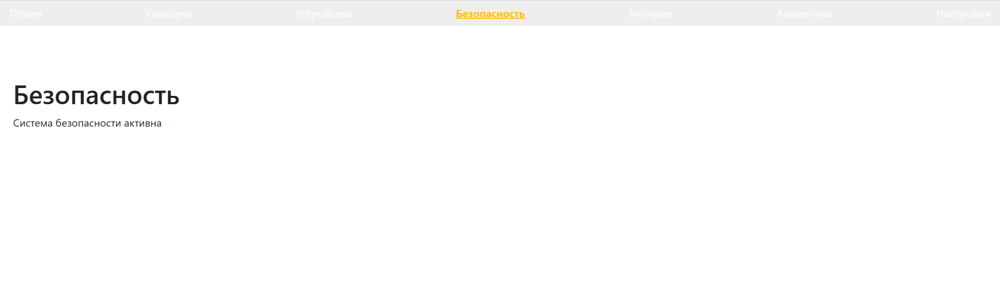 Обзор Сенсоры Устройства Безопасность История Аналитика Настройки
Безопасность
Система безопасности активна